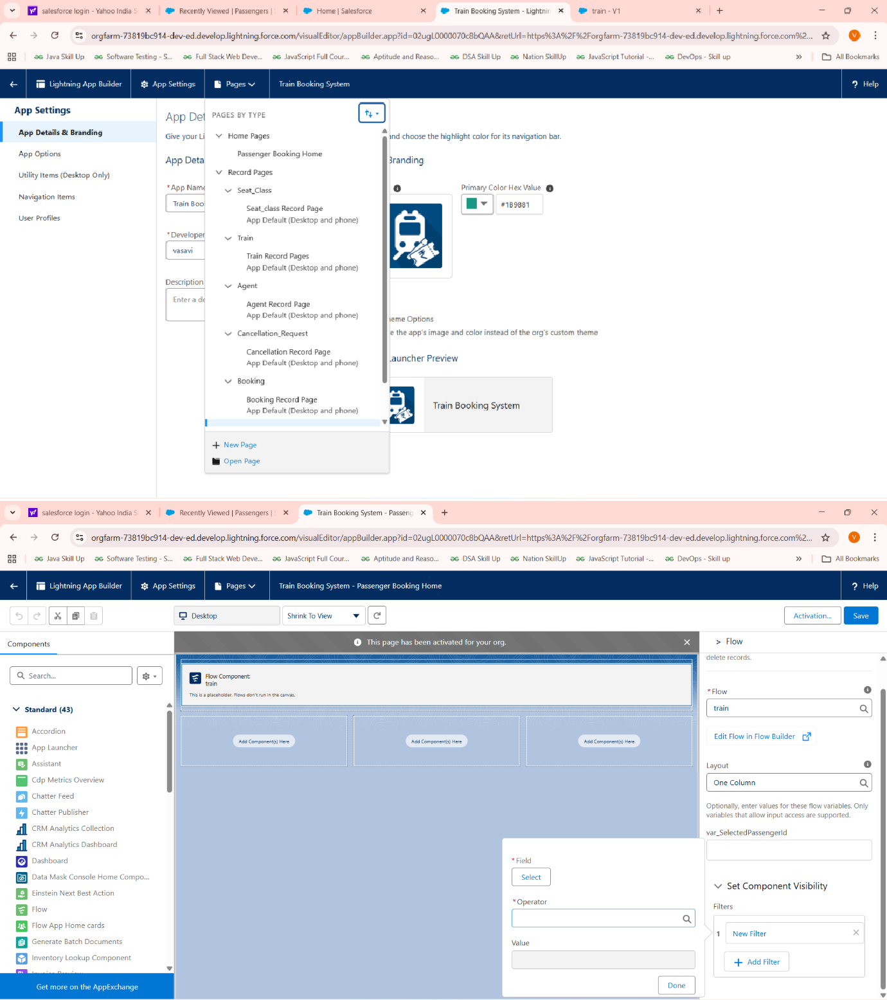 salesforce login - Yahoo India S
Recently Viewed | Passengers |
Home | Salesforce
Train Booking System - Lightnin
train - V1
orgfarm-73819bc914-dev-ed.develop.lightning.force.com/visualEditor/appBuilder.app?id=02ugL0000070c8bQAA&retUrl=https%3A%2F%2Forgfarm-73819bc914-dev-ed.develop.lightning.force.com%2...
V
Java Skill Up
Software Testing - S...
Full Stack Web Deve...
JavaScript Full Cour...
Aptitude and Reaso...
DSA Skill Up
Nation SkillUp
JavaScript Tutorial -...
DevOps - Skill up
All Bookmarks
Lightning App Builder
App Settings
Pages
Train Booking System
? Help
App Settings
App Details & Branding
App Options
Utility Items (Desktop Only)
Navigation Items
User Profiles
App Det
Give your Li
and choose the highlight color for its navigation bar.
App Deta
Branding
* App Name
Train Boo
* Developer
vasavi
Description
Enter a de
Primary Color Hex Value
#1B9881
eme Options
e the app's image and color instead of the org's custom theme
Launcher Preview
Train Booking System
PAGES BY TYPE
Home Pages
Passenger Booking Home
Record Pages
Seat_Class
Seat_class Record Page
App Default (Desktop and phone)
Train
Train Record Pages
App Default (Desktop and phone)
Agent
Agent Record Page
App Default (Desktop and phone)
Cancellation_Request
Cancellation Record Page
App Default (Desktop and phone)
Booking
Booking Record Page
App Default (Desktop and phone)
+ New Page
Open Page
salesforce login - Yahoo India S
Recently Viewed | Passengers |
Train Booking System - Passeng
orgfarm-73819bc914-dev-ed.develop.lightning.force.com/visualEditor/appBuilder.app?id=02ugL0000070c8bQAA&retUrl=https%3A%2F%2Forgfarm-73819bc914-dev-ed.develop.lightning.force.com%2...
V
Java Skill Up
Software Testing - S...
Full Stack Web Deve...
JavaScript Full Cour...
Aptitude and Reaso...
DSA Skill Up
Nation SkillUp
JavaScript Tutorial -...
DevOps - Skill up
All Bookmarks
Lightning App Builder
App Settings
Pages
Train Booking System - Passenger Booking Home
? Help
Desktop
Shrink To View
Activation...
Save
Components
Search...
Standard (43)
Accordion
App Launcher
Assistant
Cdp Metrics Overview
Chatter Feed
Chatter Publisher
CRM Analytics Collection
CRM Analytics Dashboard
Dashboard
Data Mask Console Home Compo...
Einstein Next Best Action
Flow
Flow App Home cards
Generate Batch Documents
Inventory Lookup Component
Get more on the AppExchange
This page has been activated for your org.
Flow Component:
train
This is a placeholder. Flows don't run in the canvas.
Add Component(s) Here
Add Component(s) Here
Add Component(s) Here
* Field
Select
* Operator
Value
Done
> Flow
delete records.
* Flow
train
Edit Flow in Flow Builder
Layout
One Column
Optionally, enter values for these flow variables. Only
variables that allow input access are supported.
var_SelectedPassengerId
Set Component Visibility
Filters
1
New Filter
+ Add Filter